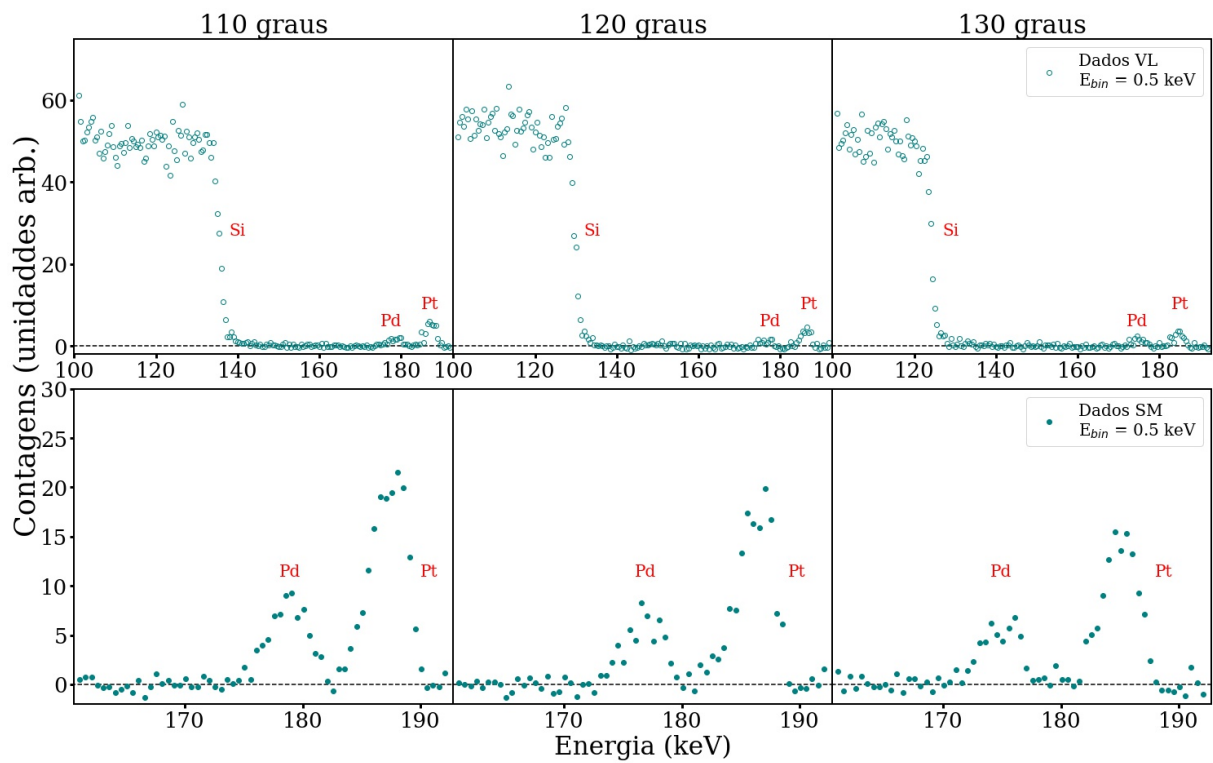 110 graus
120 graus
130 graus
Contagens (unidaddes arb.)
60
40
20
0
Si
Pd
Pt
100 120 140 160 180
Si
Pd
Pt
100 120 140 160 180
Dados VL
E_bin = 0.5 keV
Si
Pd
Pt
100 120 140 160 180
30
25
20
15
10
5
0
Pd
Pt
170 180 190
Pd
Pt
170 180 190
Dados SM
E_bin = 0.5 keV
Pd
Pt
170 180 190
Energia (keV)